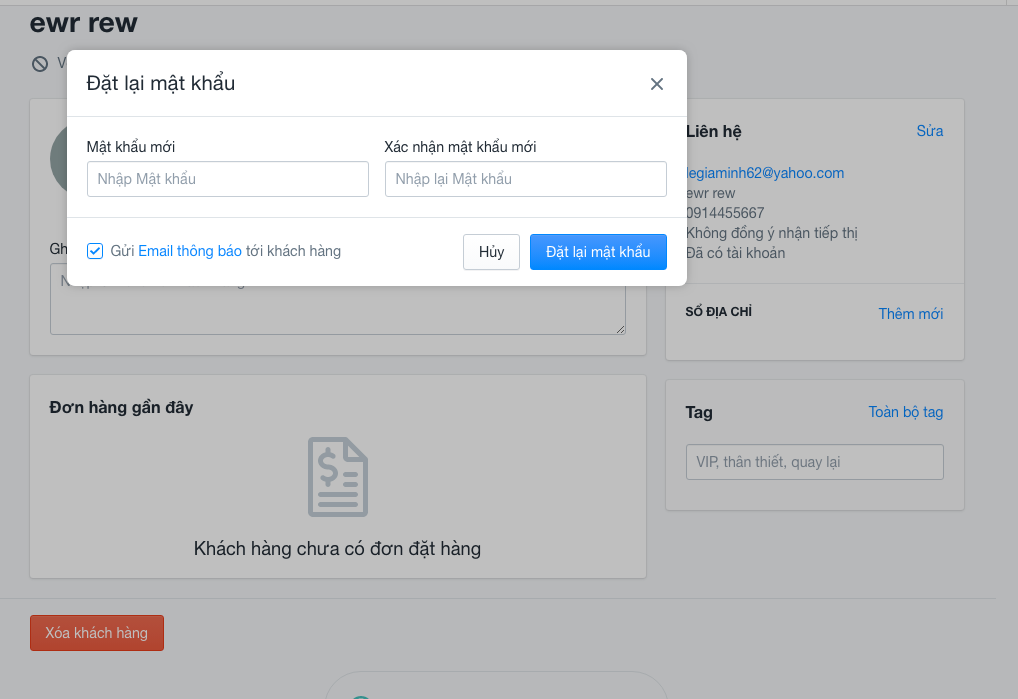 ewr rew
Đặt lại mật khẩu
Mật khẩu mới
Xác nhận mật khẩu mới
Nhập Mật khẩu
Nhập lại Mật khẩu
Gửi Email thông báo tới khách hàng
Hủy
Đặt lại mật khẩu
Liên hệ
Sửa
legiaminh62@yahoo.com
ewr rew
0914455667
Không đồng ý nhận tiếp thị
Đã có tài khoản
SỔ ĐỊA CHỈ
Thêm mới
Đơn hàng gần đây
Khách hàng chưa có đơn đặt hàng
Tag
Toàn bộ tag
VIP, thân thiết, quay lại
Xóa khách hàng